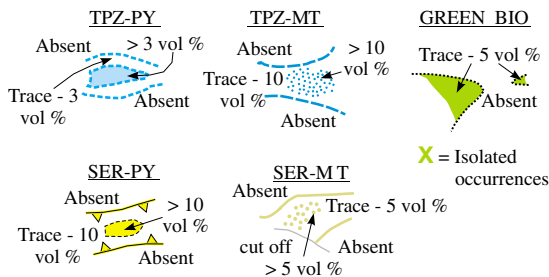 TPZ-PY
Absent
> 3 vol %
Trace - 3
vol %
Absent
TPZ-MT
> 10
vol %
Trace - 10
vol %
Absent
GREEN BIO
Trace - 5 vol %
Absent
X = Isolated
occurrences
SER-PY
Absent
> 10
vol %
Trace - 10
vol %
Absent
SER-MT
Absent
Trace - 5 vol %
cut off
> 5 vol %
Absent